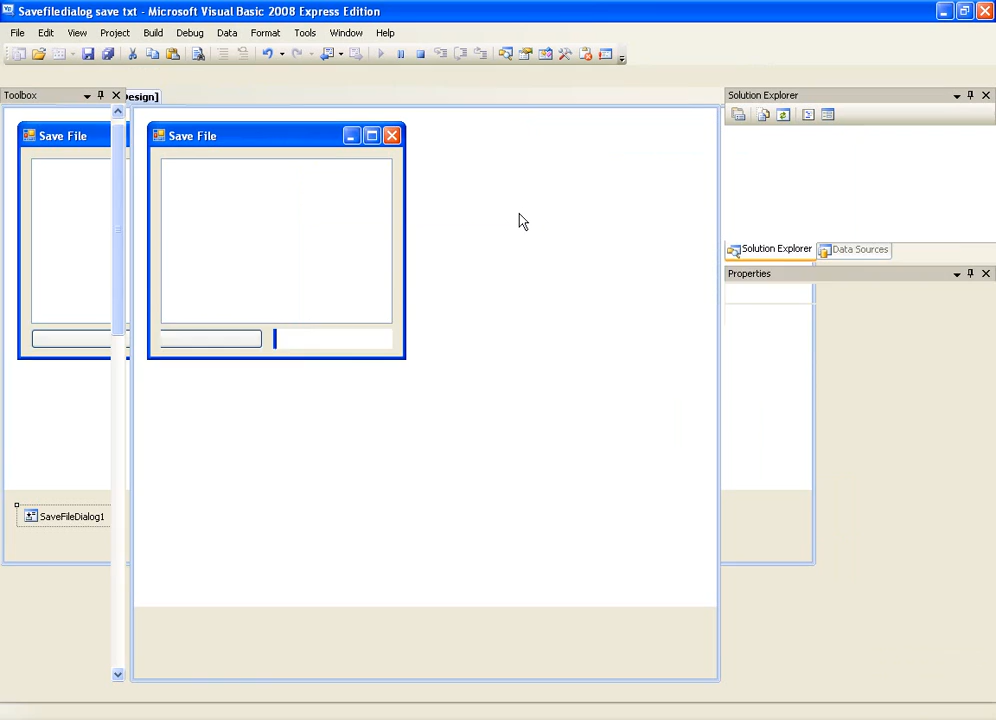 Savefiledialog save txt - Microsoft Visual Basic 2008 Express Edition
File Edit View Project Build Debug Data Format Tools Window Help
Toolbox
Design]
Solution Explorer
Save File
Save File
Solution Explorer
Data Sources
Properties
SaveFileDialog1